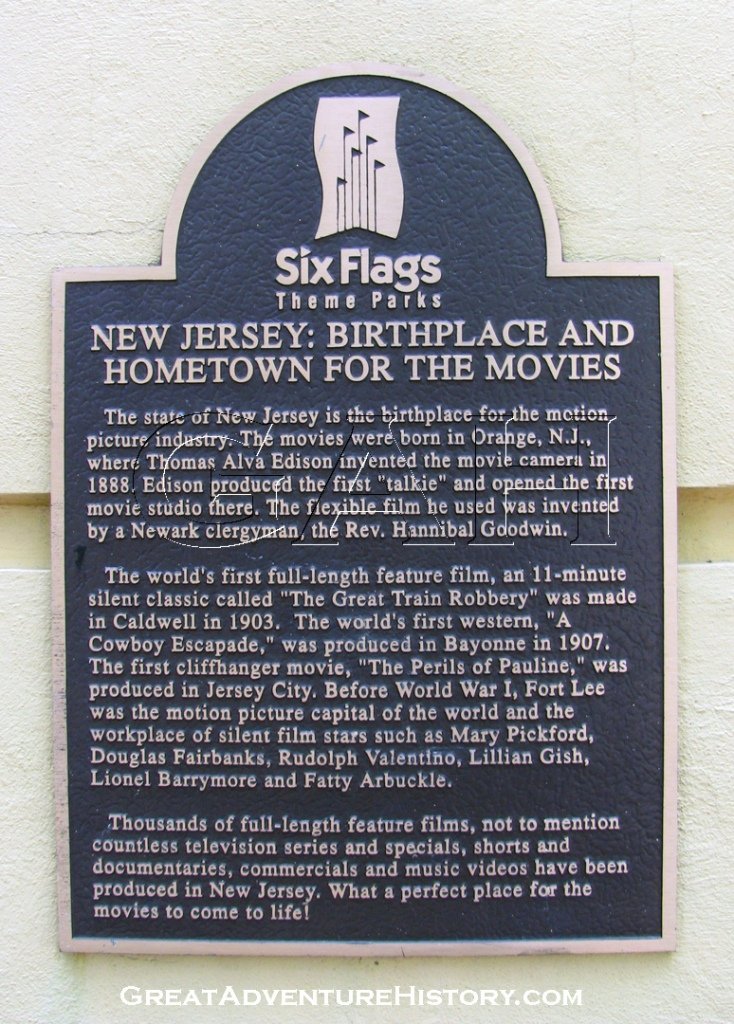 Six Flags
Theme Parks
NEW JERSEY: BIRTHPLACE AND
HOMETOWN FOR THE MOVIES
The state of New Jersey is the birthplace for the motion
picture industry. The movies were born in Orange, N.J.,
where Thomas Alva Edison invented the movie camera in
1888. Edison produced the first "talkie" and opened the first
movie studio there. The flexible film he used was invented
by a Newark clergyman, the Rev. Hannibal Goodwin.
GAH
The world's first full-length feature film, an 11-minute
silent classic called "The Great Train Robbery" was made
in Caldwell in 1903. The world's first western, "A
Cowboy Escapade," was produced in Bayonne in 1907.
The first cliffhanger movie, "The Perils of Pauline," was
produced in Jersey City. Before World War I, Fort Lee
was the motion picture capital of the world and the
workplace of silent film stars such as Mary Pickford,
Douglas Fairbanks, Rudolph Valentino, Lillian Gish,
Lionel Barrymore and Fatty Arbuckle.
Thousands of full-length feature films, not to mention
countless television series and specials, shorts and
documentaries, commercials and music videos have been
produced in New Jersey. What a perfect place for the
movies to come to life!
GREATADVENTUREHISTORY.COM